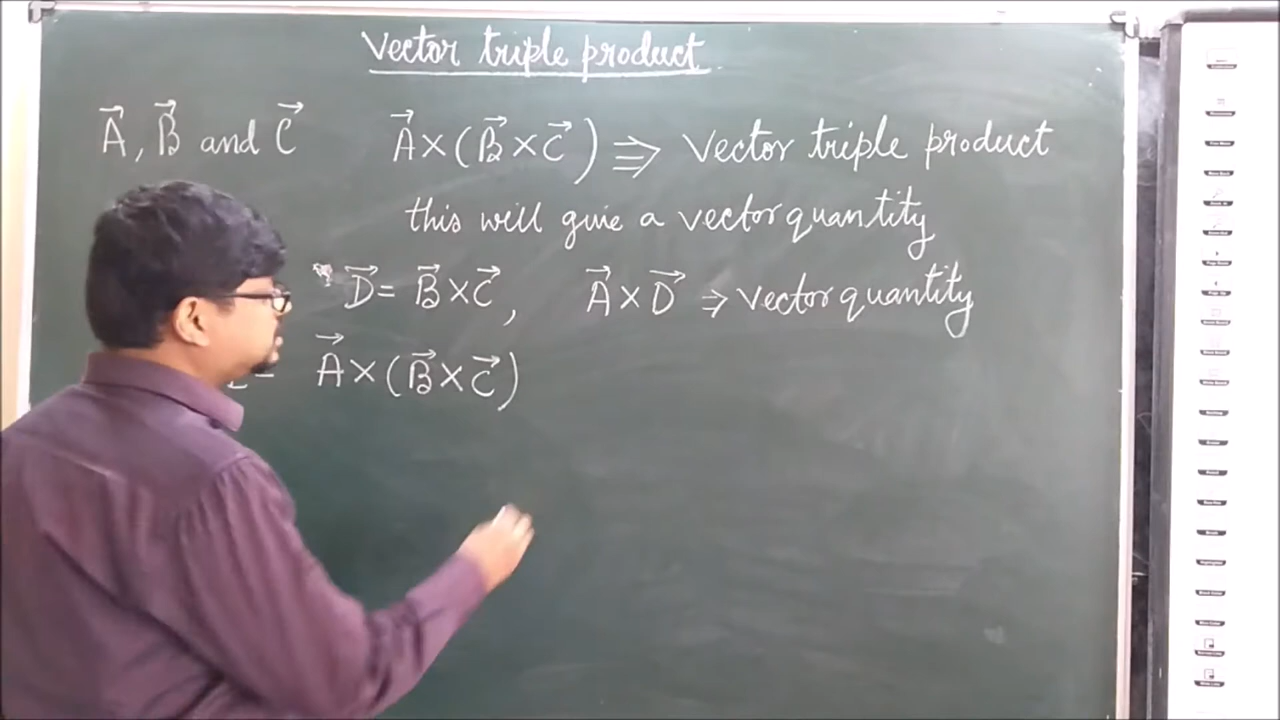 Vector triple product
A⃗, B⃗ and C⃗ A⃗×(B⃗×C⃗) ⇒ Vector triple product
this will give a vector quantity
D⃗ = B⃗×C⃗, A⃗×D⃗ ⇒ vector quantity
= A⃗×(B⃗×C⃗)